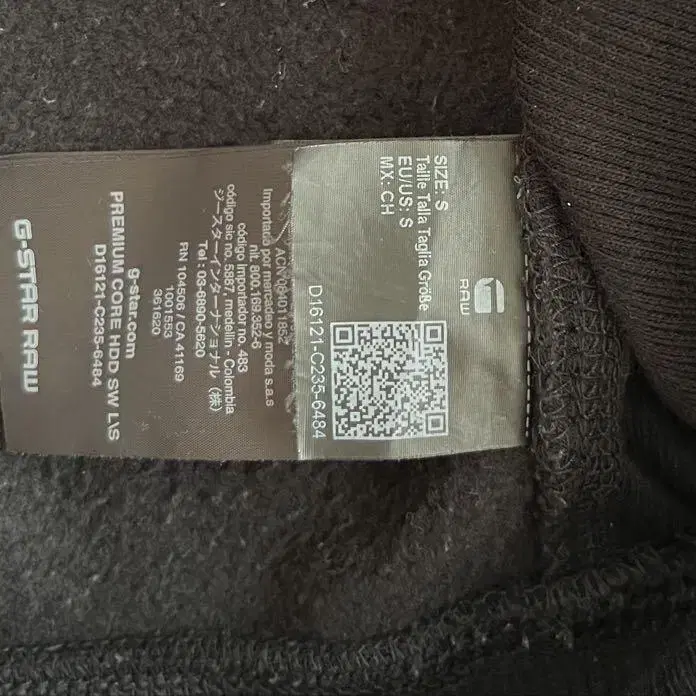 G-STAR RAW
PREMIUM CORE HDD SW L\S
D16121-C235-6484
g-star.com
1001553
361620
RN 104506 / CA 41169
Tel : 03-6890-5620
ジースターインターナショナル (株)
código sic no. 5887, medellin - Colombia
código importador no. 483
nit. 800.169.352-6
Importado por mercadeo y moda s.a.s
RAW
SIZE: S
Taille Talla Taglia Größe
EU/US: S
MX: CH
D16121-C235-6484